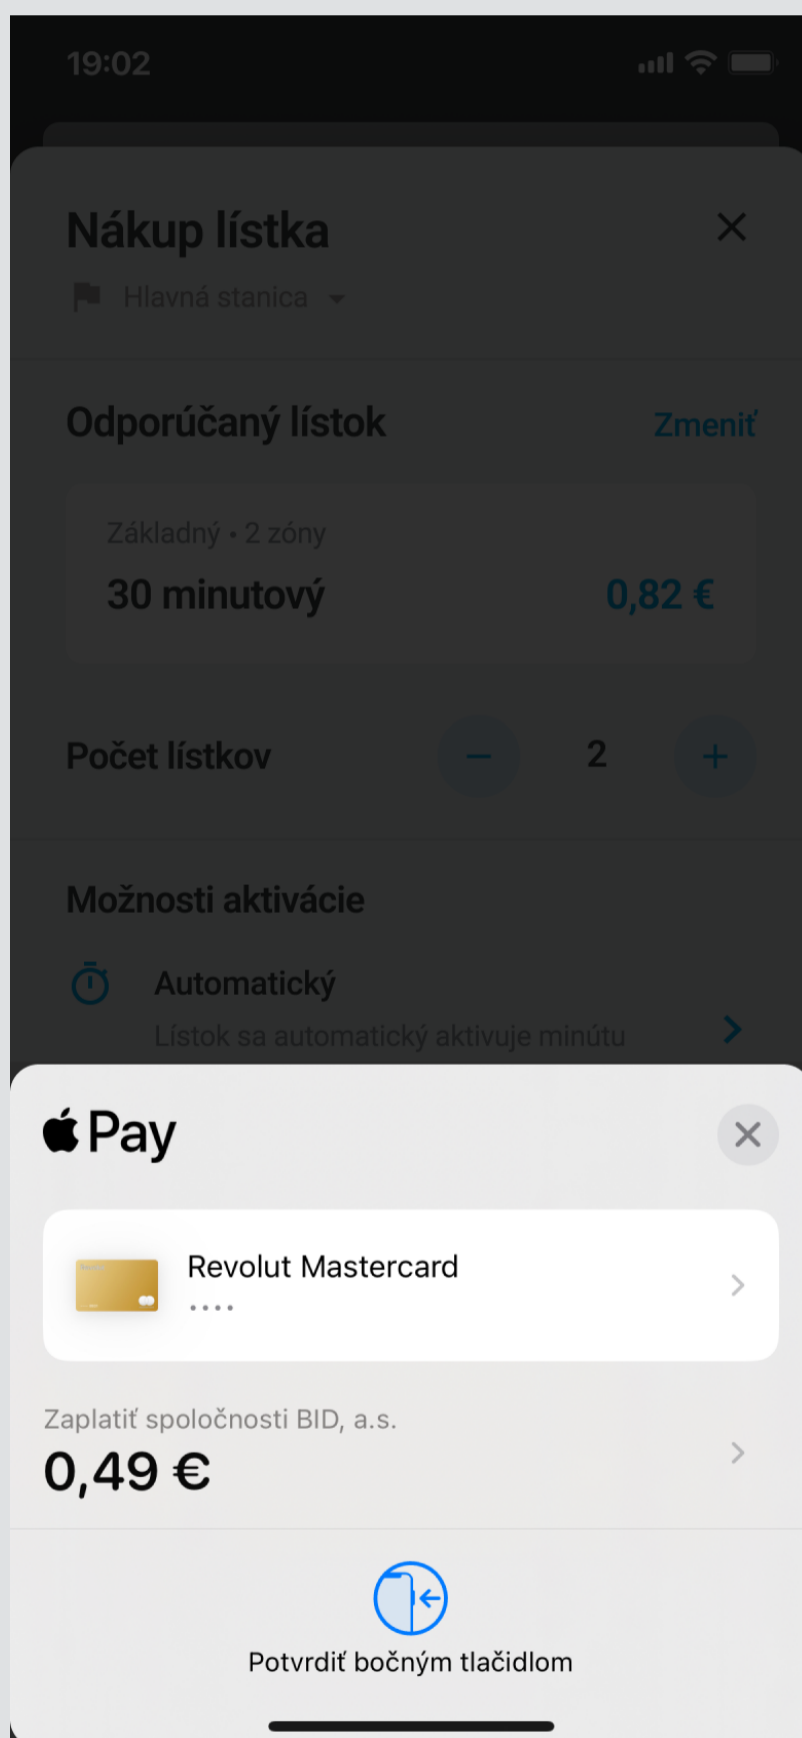 19:02
Nákup lístka
Hlavná stanica
Odporúčaný lístok
Zmeniť
Základný • 2 zóny
30 minutový
0,82 €
Počet lístkov
2
Možnosti aktivácie
Automatický
Lístok sa automatický aktivuje minútu
Pay
Revolut Mastercard
••••
Zaplatiť spoločnosti BID, a.s.
0,49 €
Potvrdiť bočným tlačidlom